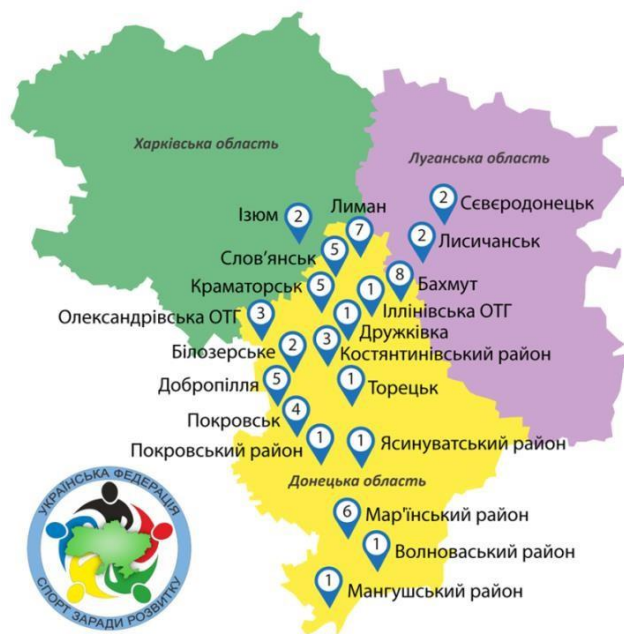 Харківська область
Луганська область
2
Сєвєродонецьк
Лиман
Ізюм
2
7
2
Лисичанськ
Слов'янськ
5
8
Бахмут
Краматорськ
5
1
Іллінівська ОТГ
Олександрівська ОТГ
3
1
Дружківка
Білозерське
2
3
Костянтинівський район
Добропілля
5
1
Торецьк
Покровськ
4
Покровський район
1
1
Ясинуватський район
Донецька область
6
Мар'їнський район
1
Волноваський район
1
Мангушський район
УКРАЇНСЬКА ФЕДЕРАЦІЯ
СПОРТ ЗАРАДИ РОЗВИТКУ